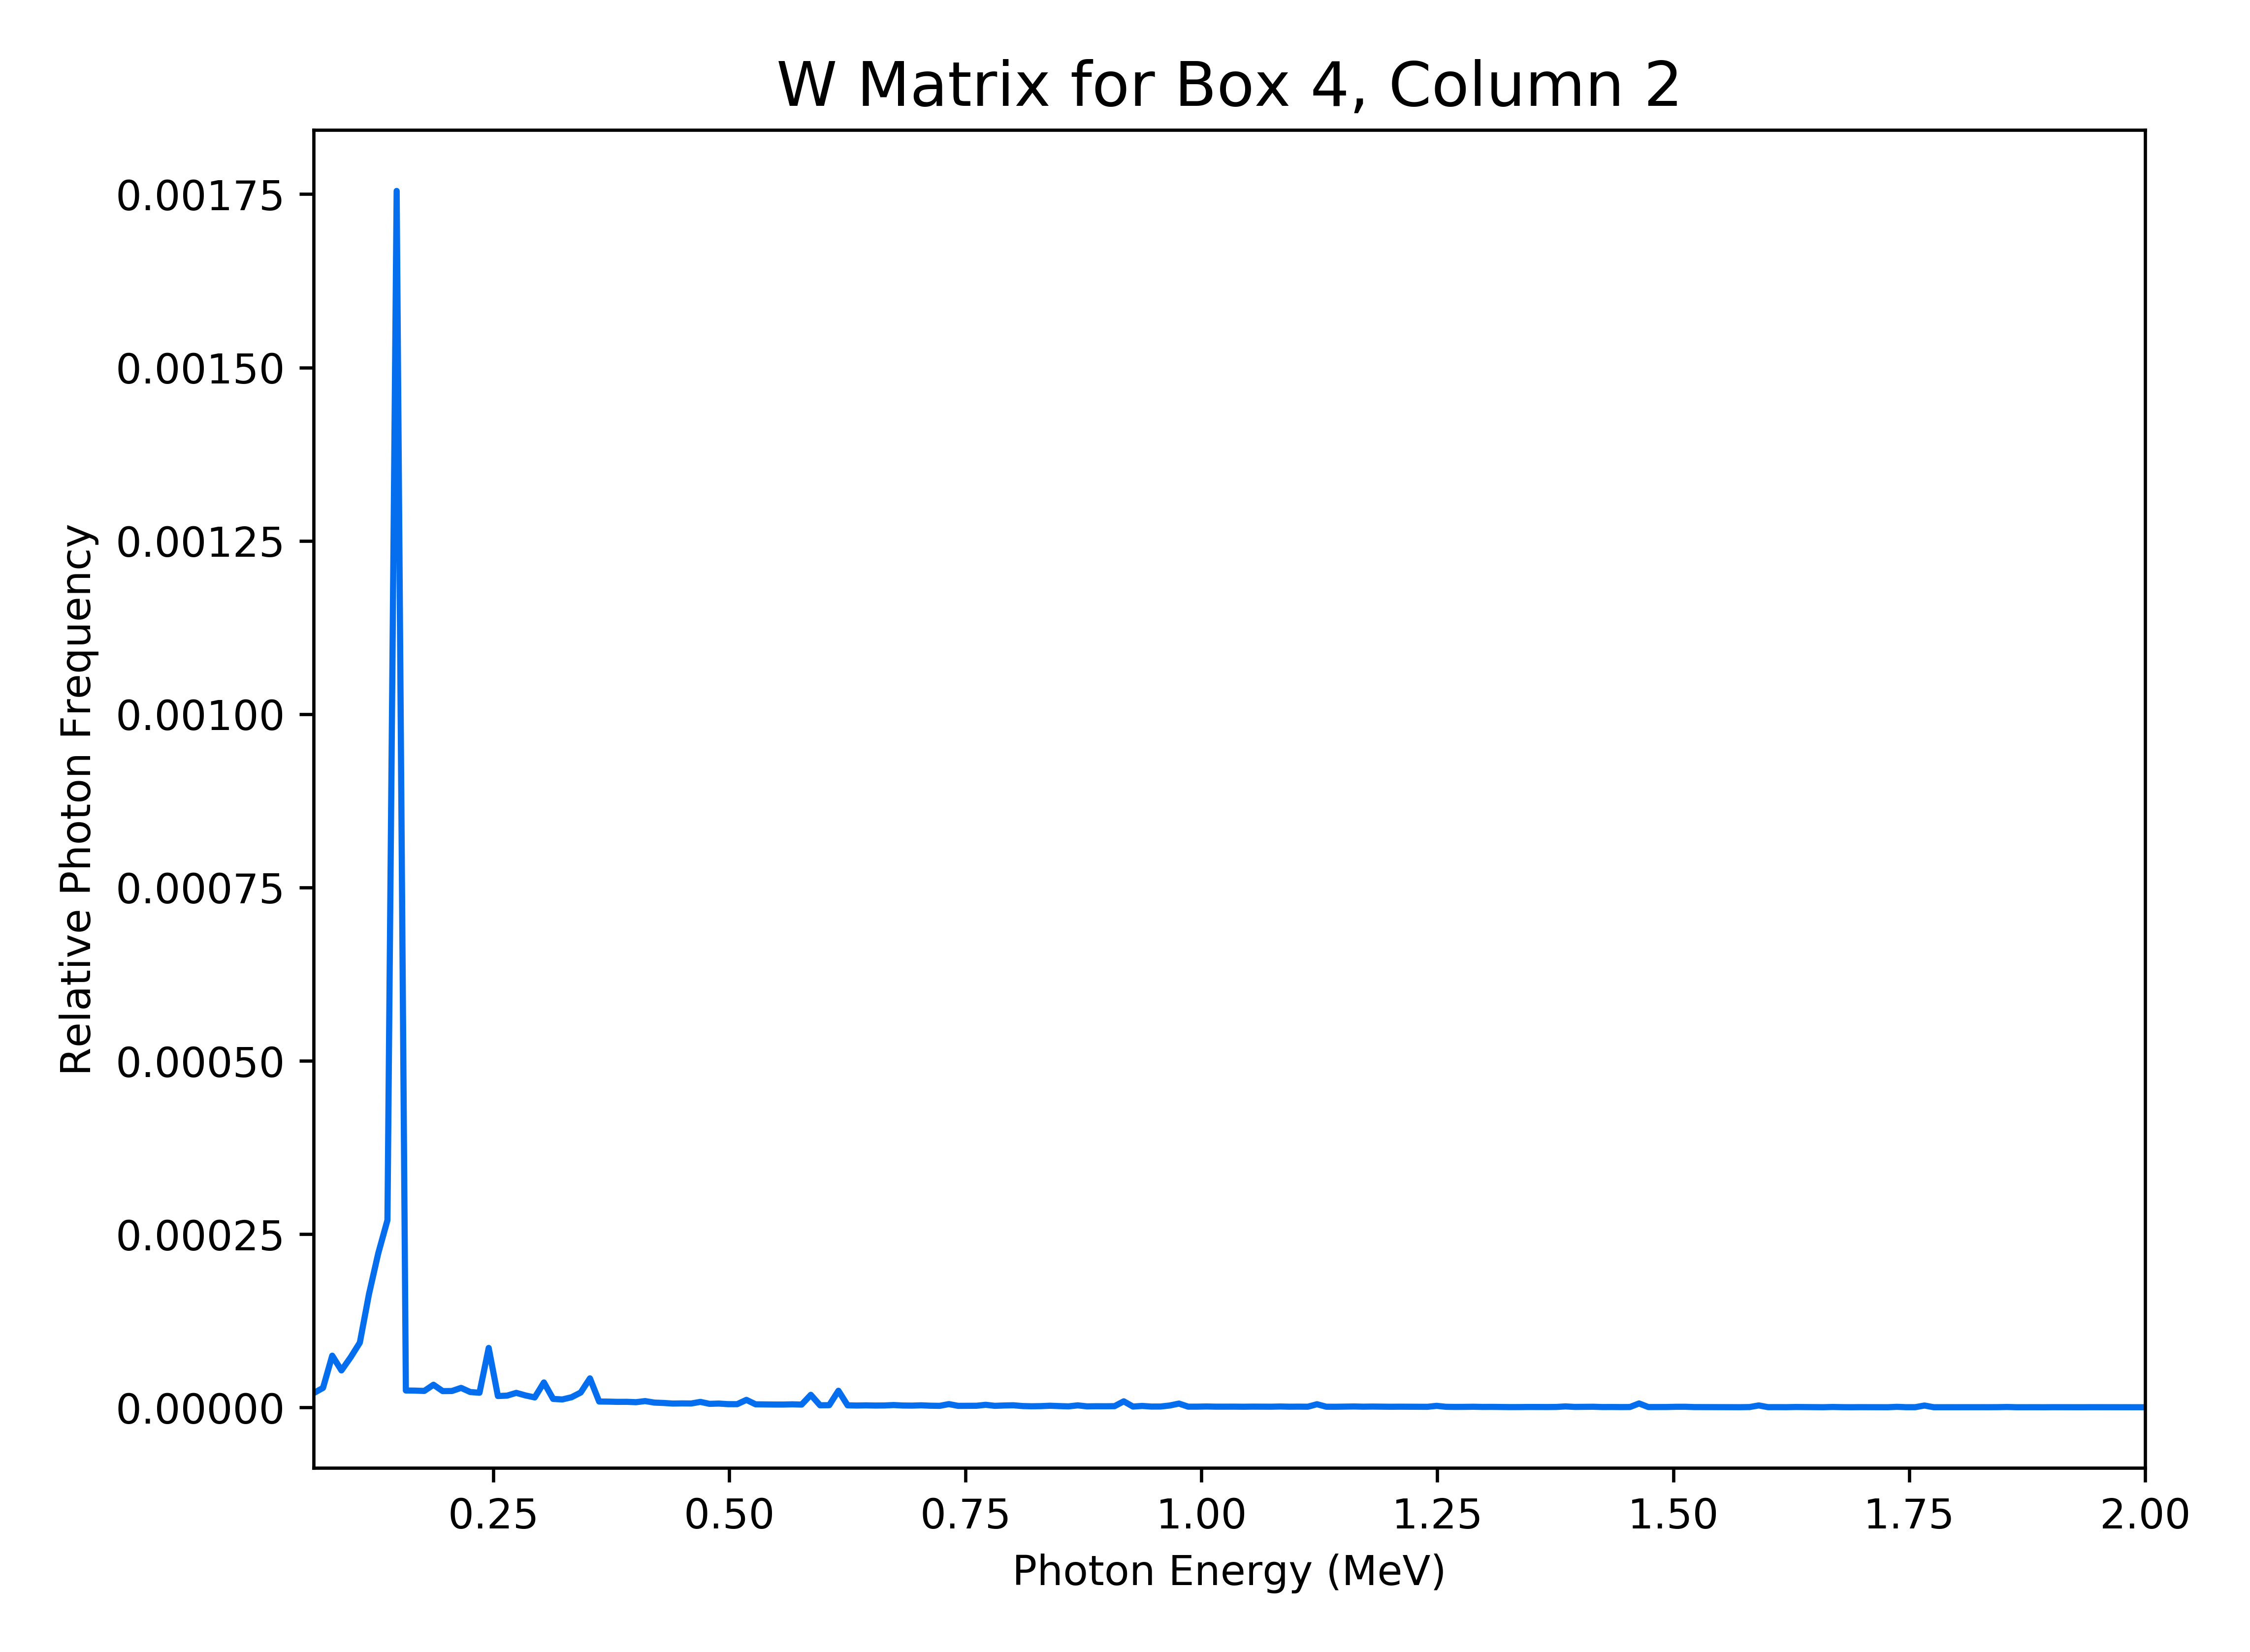 W Matrix for Box 4, Column 2
0.00175
0.00150
0.00125
0.00100
0.00075
0.00050
0.00025
0.00000
Relative Photon Frequency
0.25 0.50 0.75 1.00 1.25 1.50 1.75 2.00
Photon Energy (MeV)